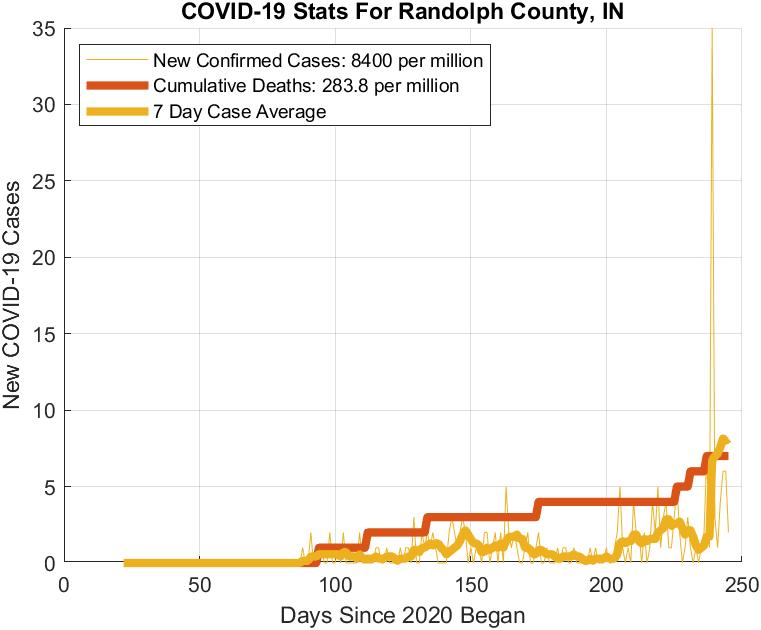 COVID-19 Stats For Randolph County, IN
New Confirmed Cases: 8400 per million
Cumulative Deaths: 283.8 per million
7 Day Case Average
New COVID-19 Cases
35
30
25
20
15
10
5
0
0 50 100 150 200 250
Days Since 2020 Began